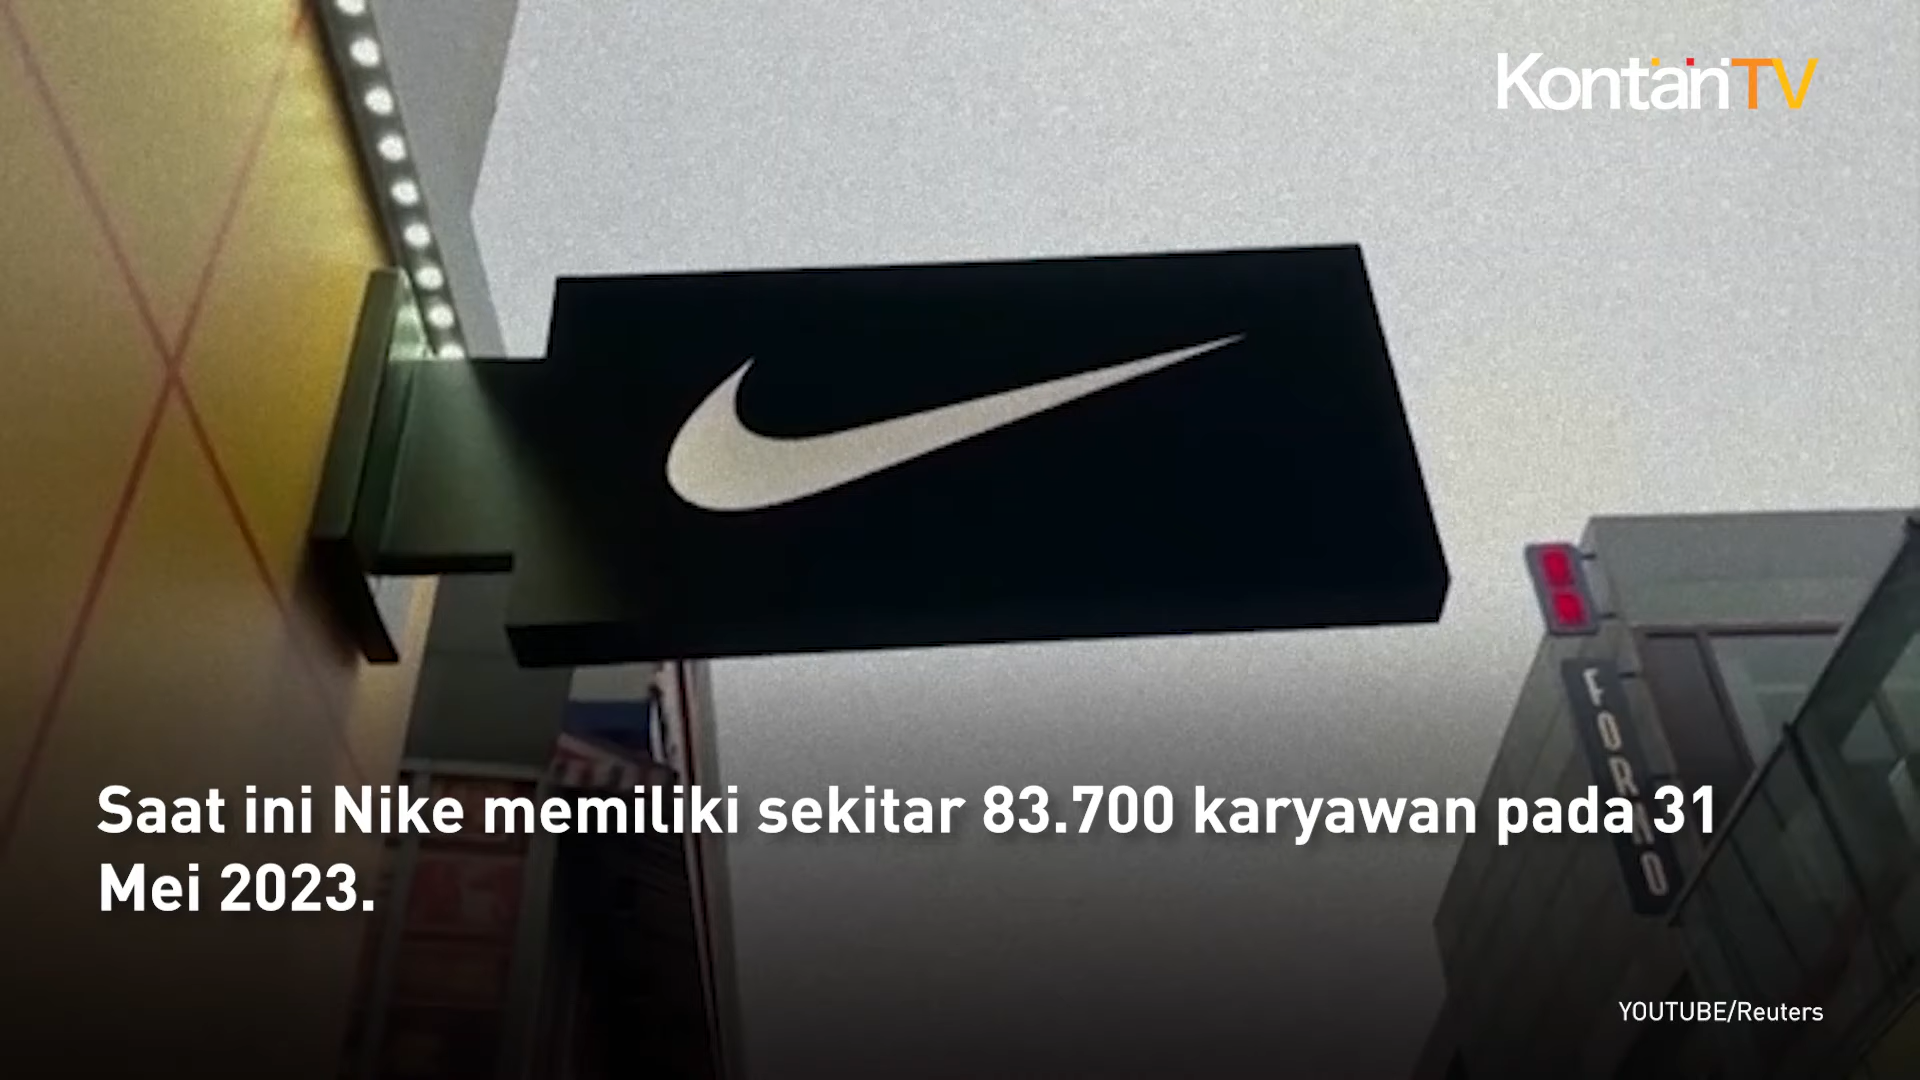 KontanTV
Saat ini Nike memiliki sekitar 83.700 karyawan pada 31
Mei 2023.
YOUTUBE/Reuters